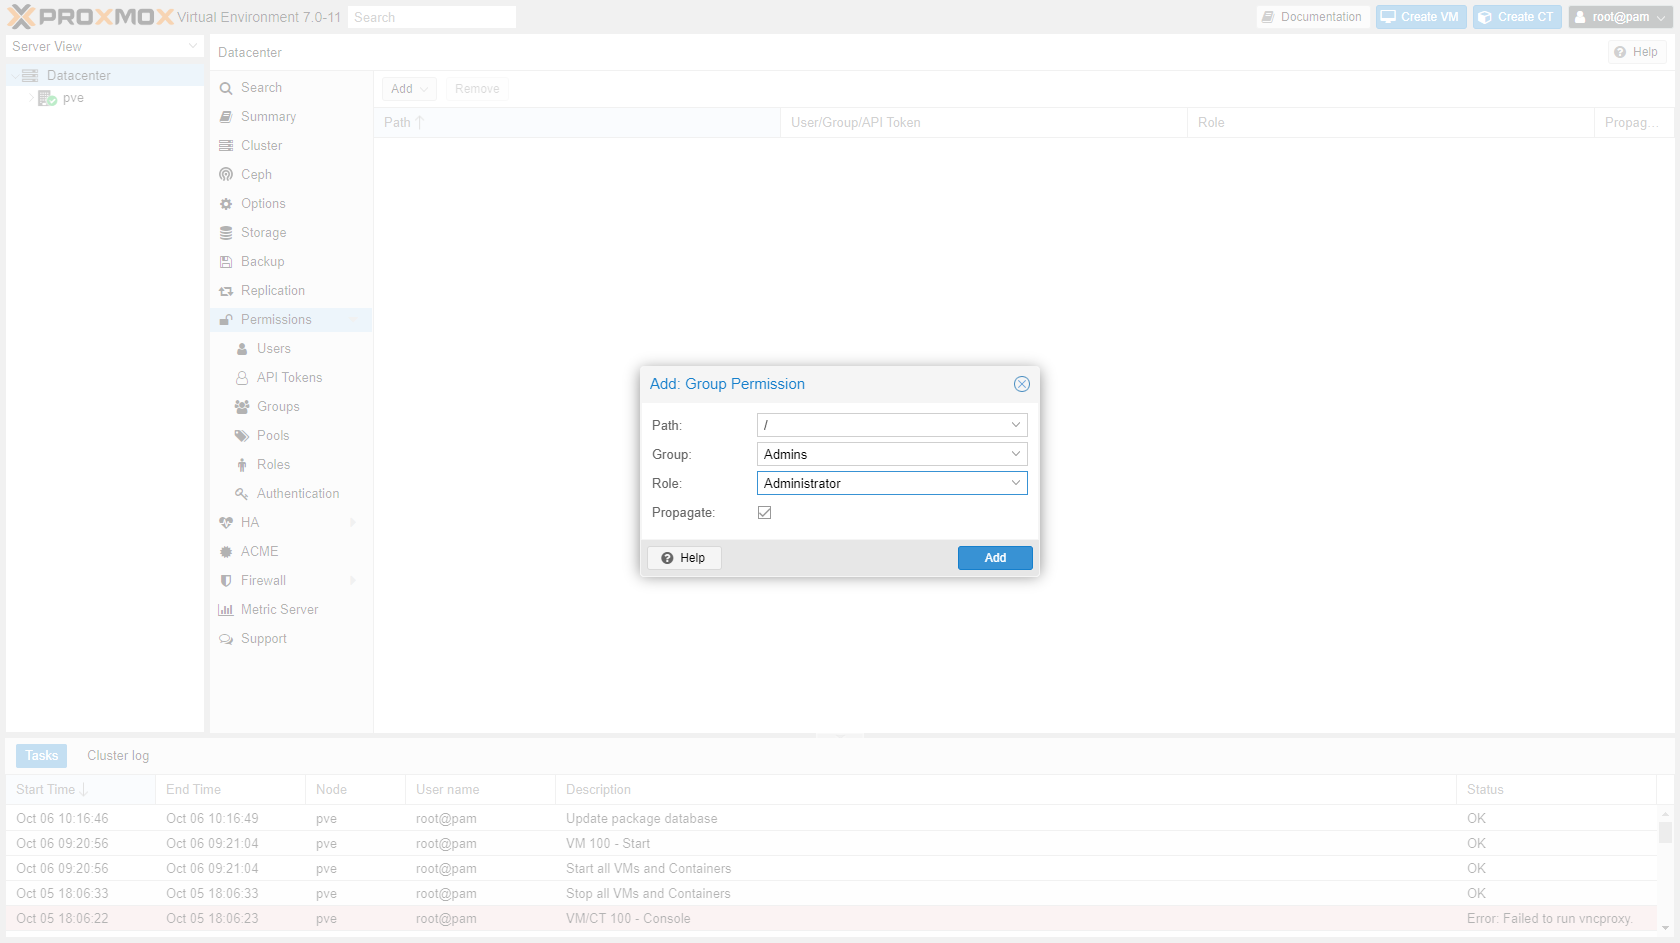 PROXMOX Virtual Environment 7.0-11 Search Documentation Create VM Create CT root@pam
Server View
Datacenter
pve
Datacenter Help
Search
Summary
Cluster
Ceph
Options
Storage
Backup
Replication
Permissions
Users
API Tokens
Groups
Pools
Roles
Authentication
HA
ACME
Firewall
Metric Server
Support
Add Remove
Path User/Group/API Token Role Propag...
Add: Group Permission
Path: /
Group: Admins
Role: Administrator
Propagate:
Help Add
Tasks Cluster log
Start Time End Time Node User name Description Status
Oct 06 10:16:46 Oct 06 10:16:49 pve root@pam Update package database OK
Oct 06 09:20:56 Oct 06 09:21:04 pve root@pam VM 100 - Start OK
Oct 06 09:20:56 Oct 06 09:21:04 pve root@pam Start all VMs and Containers OK
Oct 05 18:06:33 Oct 05 18:06:33 pve root@pam Stop all VMs and Containers OK
Oct 05 18:06:22 Oct 05 18:06:23 pve root@pam VM/CT 100 - Console Error: Failed to run vncproxy.